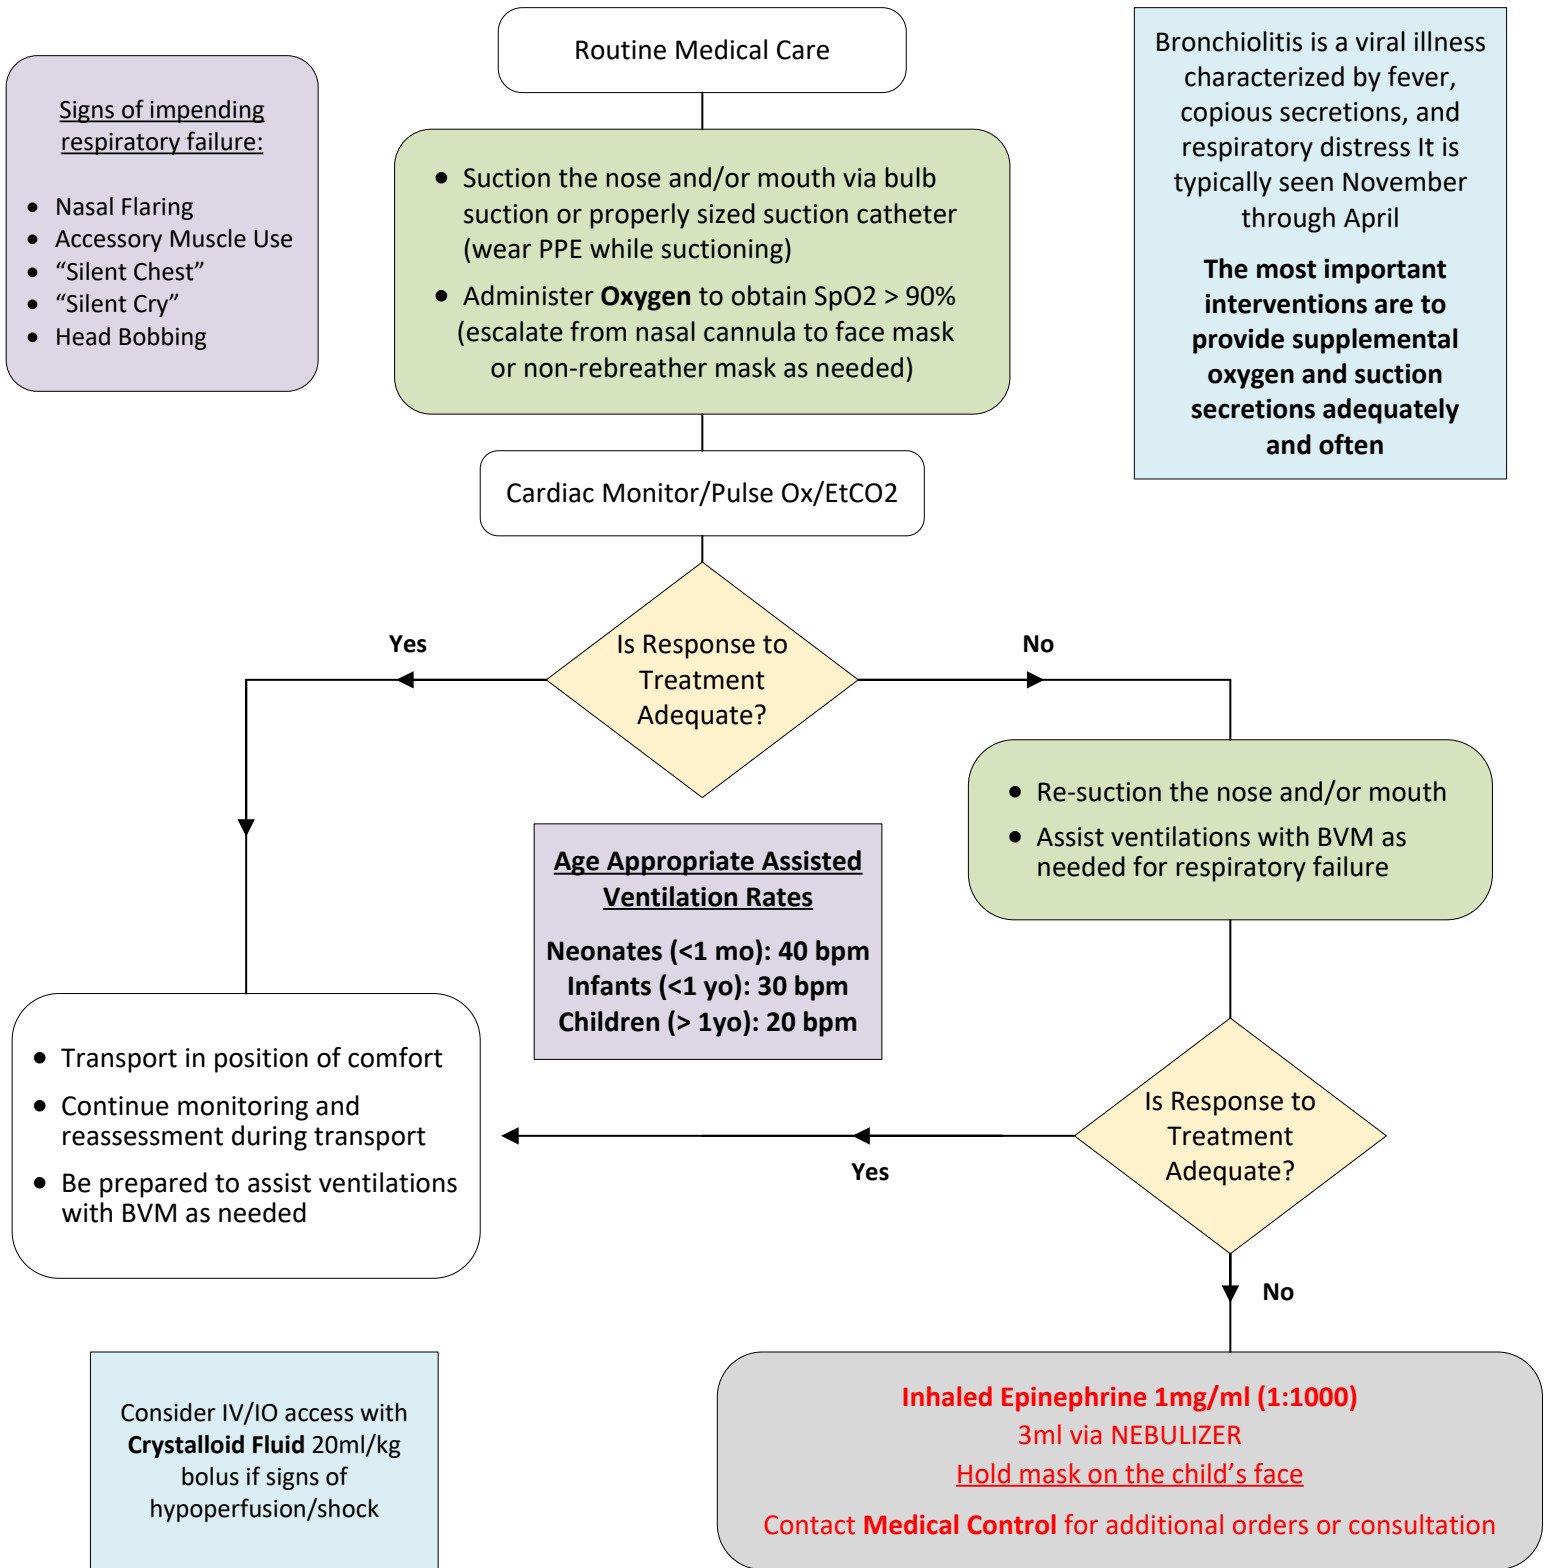 Routine Medical Care
Signs of impending
respiratory failure:
• Nasal Flaring
• Accessory Muscle Use
• “Silent Chest”
• “Silent Cry”
• Head Bobbing
• Suction the nose and/or mouth via bulb
suction or properly sized suction catheter
(wear PPE while suctioning)
• Administer Oxygen to obtain SpO2 > 90%
(escalate from nasal cannula to face mask
or non-rebreather mask as needed)
Bronchiolitis is a viral illness
characterized by fever,
copious secretions, and
respiratory distress It is
typically seen November
through April
The most important
interventions are to
provide supplemental
oxygen and suction
secretions adequately
and often
Cardiac Monitor/Pulse Ox/EtCO2
Is Response to
Treatment
Adequate?
Yes
No
• Re-suction the nose and/or mouth
• Assist ventilations with BVM as
needed for respiratory failure
Age Appropriate Assisted
Ventilation Rates
Neonates (<1 mo): 40 bpm
Infants (<1 yo): 30 bpm
Children (> 1yo): 20 bpm
• Transport in position of comfort
• Continue monitoring and
reassessment during transport
• Be prepared to assist ventilations
with BVM as needed
Is Response to
Treatment
Adequate?
Yes
No
Consider IV/IO access with
Crystalloid Fluid 20ml/kg
bolus if signs of
hypoperfusion/shock
Inhaled Epinephrine 1mg/ml (1:1000)
3ml via NEBULIZER
Hold mask on the child’s face
Contact Medical Control for additional orders or consultation